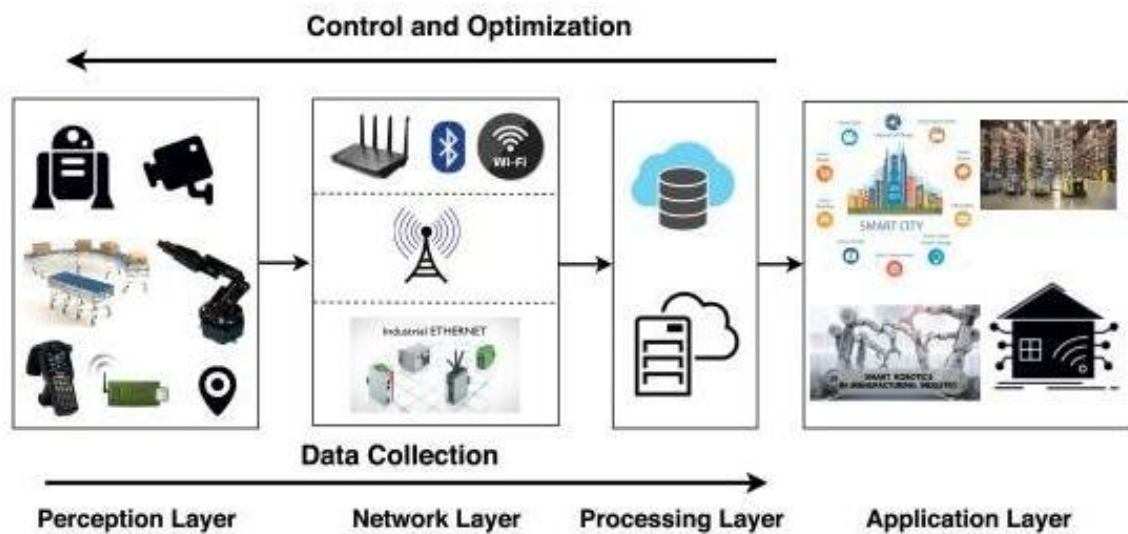 Control and Optimization
Wi-Fi
SMART CITY
Industrial ETHERNET
SMART ROBOTICS
IN MANUFACTURING INDUSTRY
Data Collection
Perception Layer
Network Layer
Processing Layer
Application Layer